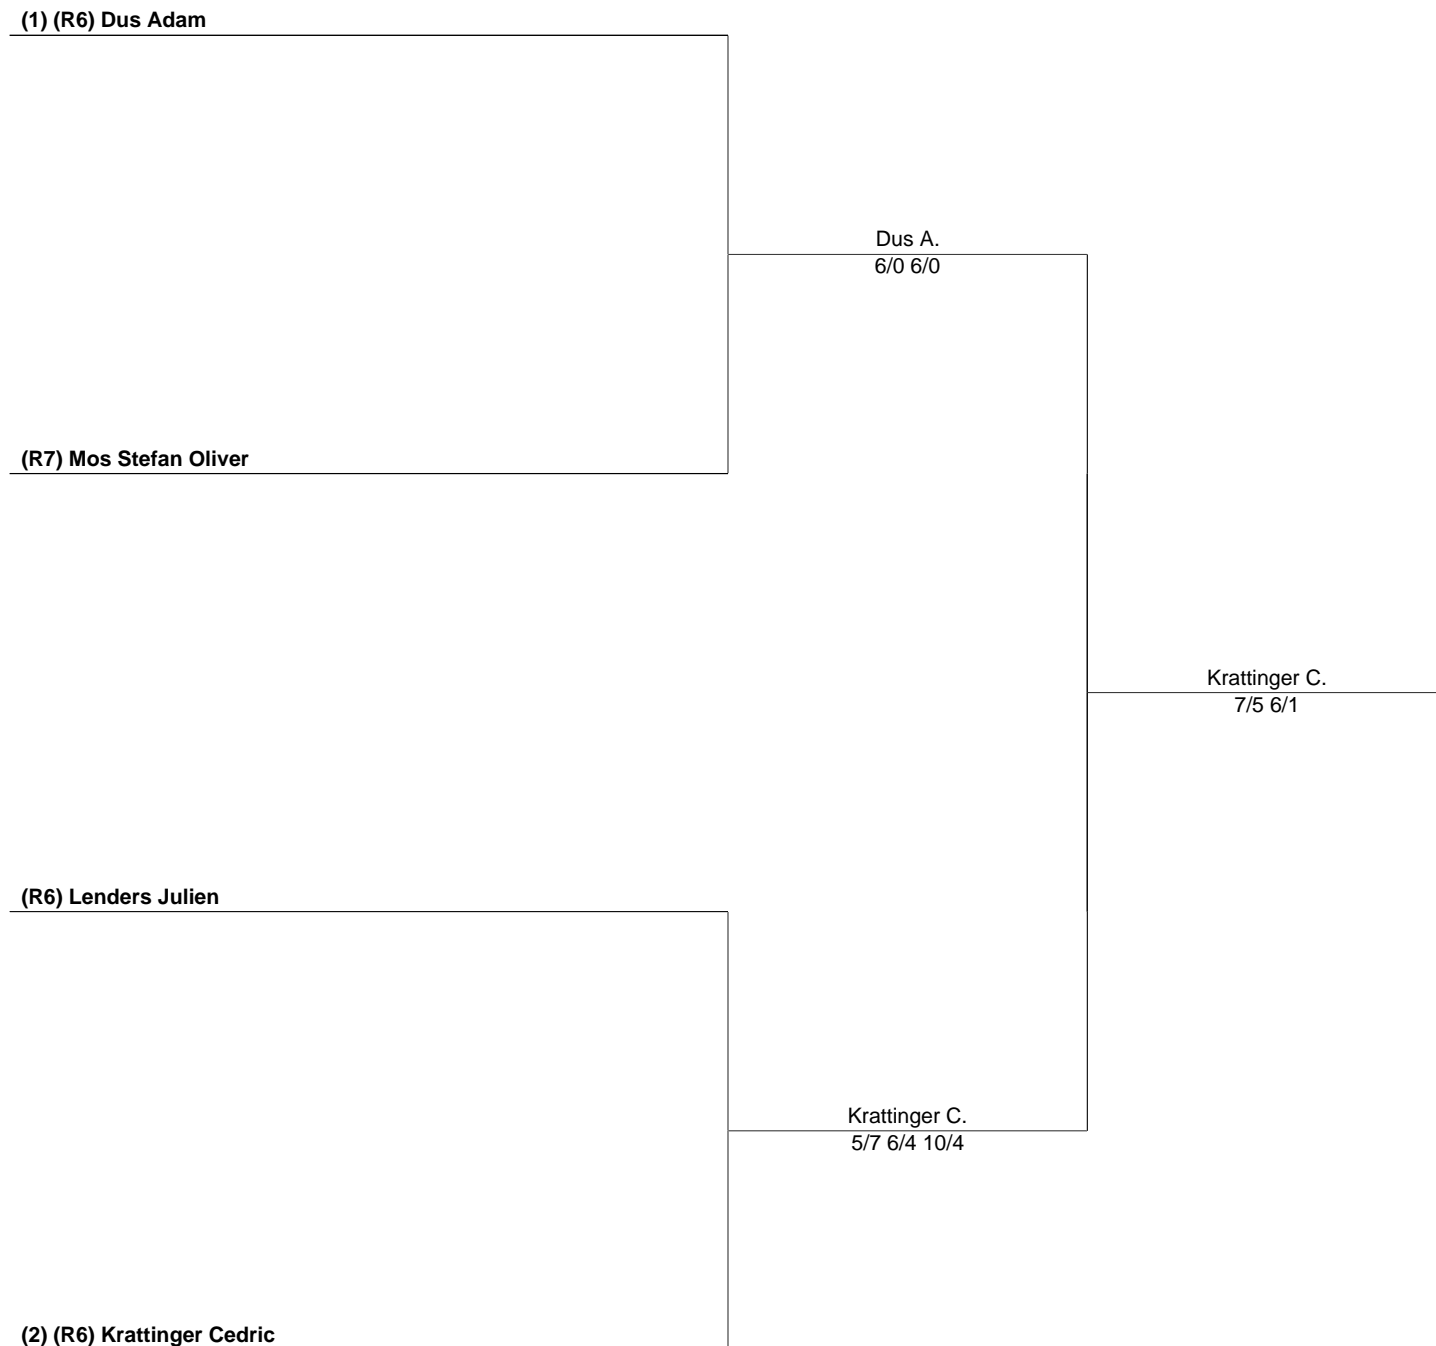 (1) (R6) Dus Adam
Dus A.
6/0 6/0
(R7) Mos Stefan Oliver
Krattinger C.
7/5 6/1
(R6) Lenders Julien
Krattinger C.
5/7 6/4 10/4
(2) (R6) Krattinger Cedric